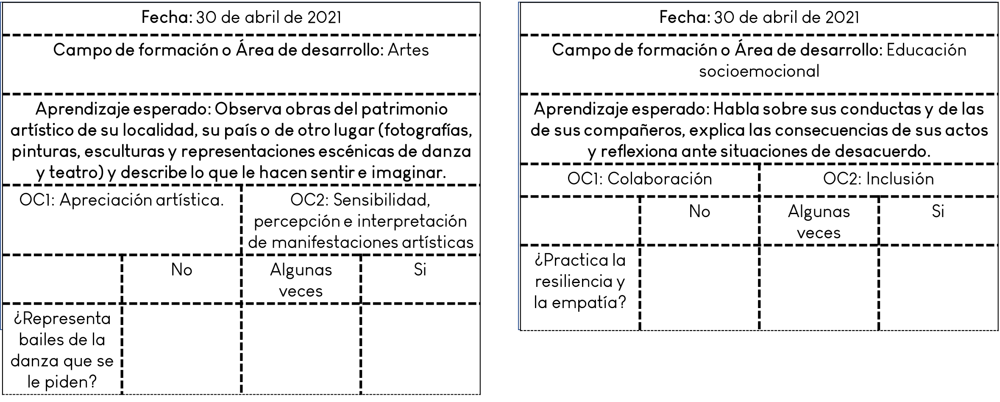 Fecha: 30 de abril de 2021
Campo de formación o Área de desarrollo: Artes
Aprendizaje esperado: Observa obras del patrimonio
artístico de su localidad, su país o de otro lugar (fotografías,
pinturas, esculturas y representaciones escénicas de danza
y teatro) y describe lo que le hacen sentir e imaginar.
OC1: Apreciación artística.
OC2: Sensibilidad,
percepción e interpretación
de manifestaciones artísticas
No
Algunas
veces
Si
¿Representa
bailes de la
danza que se
le piden?
Fecha: 30 de abril de 2021
Campo de formación o Área de desarrollo: Educación
socioemocional
Aprendizaje esperado: Habla sobre sus conductas y de las
de sus compañeros, explica las consecuencias de sus actos
y reflexiona ante situaciones de desacuerdo.
OC1: Colaboración
OC2: Inclusión
No
Algunas
veces
Si
¿Practica la
resiliencia y
la empatía?